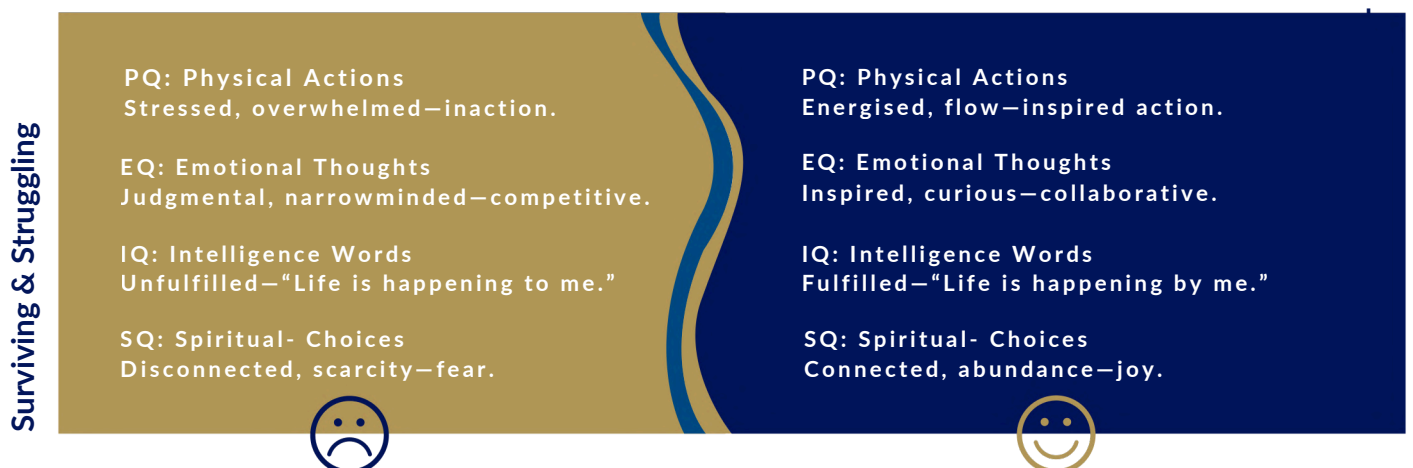 Surviving & Struggling
PQ: Physical Actions
Stressed, overwhelmed—inaction.
EQ: Emotional Thoughts
Judgmental, narrowminded—competitive.
IQ: Intelligence Words
Unfulfilled—“Life is happening to me.”
SQ: Spiritual- Choices
Disconnected, scarcity—fear.
PQ: Physical Actions
Energised, flow—inspired action.
EQ: Emotional Thoughts
Inspired, curious—collaborative.
IQ: Intelligence Words
Fulfilled—“Life is happening by me.”
SQ: Spiritual- Choices
Connected, abundance—joy.